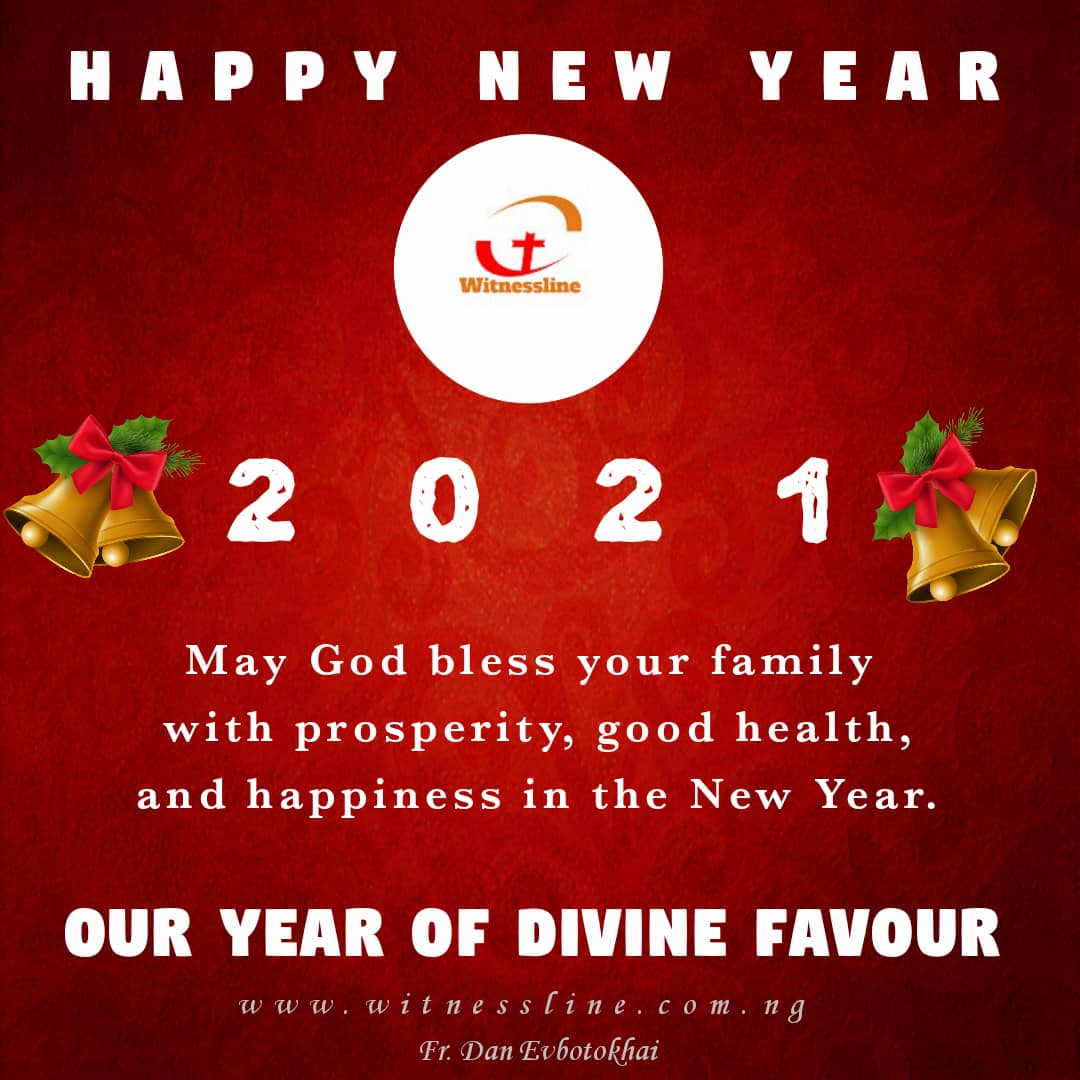 HAPPY NEW YEAR
Witnessline
2021
May God bless your family
with prosperity, good health,
and happiness in the New Year.
OUR YEAR OF DIVINE FAVOUR
www.witnessline.com.ng
Fr. Dan Evbotokhai